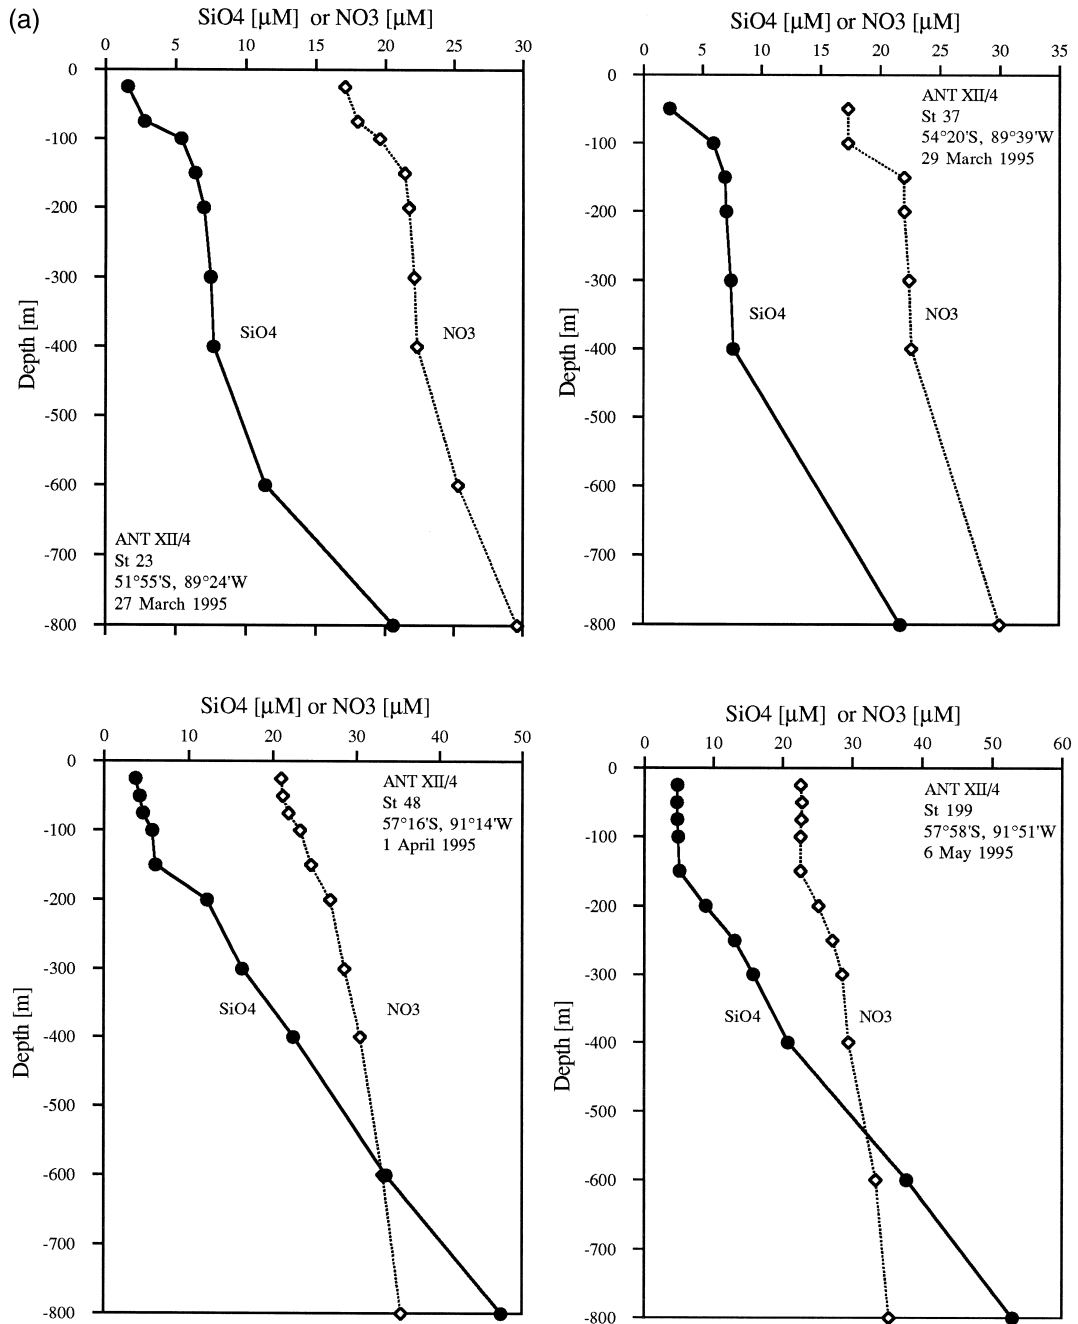 (a)
SiO4 [µM] or NO3 [µM]
0 5 10 15 20 25 30
0
-100
-200
-300
-400
-500
-600
-700
-800
Depth [m]
SiO4
NO3
ANT XII/4
St 23
51°55'S, 89°24'W
27 March 1995
SiO4 [µM] or NO3 [µM]
0 5 10 15 20 25 30 35
0
-100
-200
-300
-400
-500
-600
-700
-800
Depth [m]
ANT XII/4
St 37
54°20'S, 89°39'W
29 March 1995
SiO4
NO3
SiO4 [µM] or NO3 [µM]
0 10 20 30 40 50
0
-100
-200
-300
-400
-500
-600
-700
-800
Depth [m]
ANT XII/4
St 48
57°16'S, 91°14'W
1 April 1995
SiO4
NO3
SiO4 [µM] or NO3 [µM]
0 10 20 30 40 50 60
0
-100
-200
-300
-400
-500
-600
-700
-800
Depth [m]
ANT XII/4
St 199
57°58'S, 91°51'W
6 May 1995
SiO4
NO3